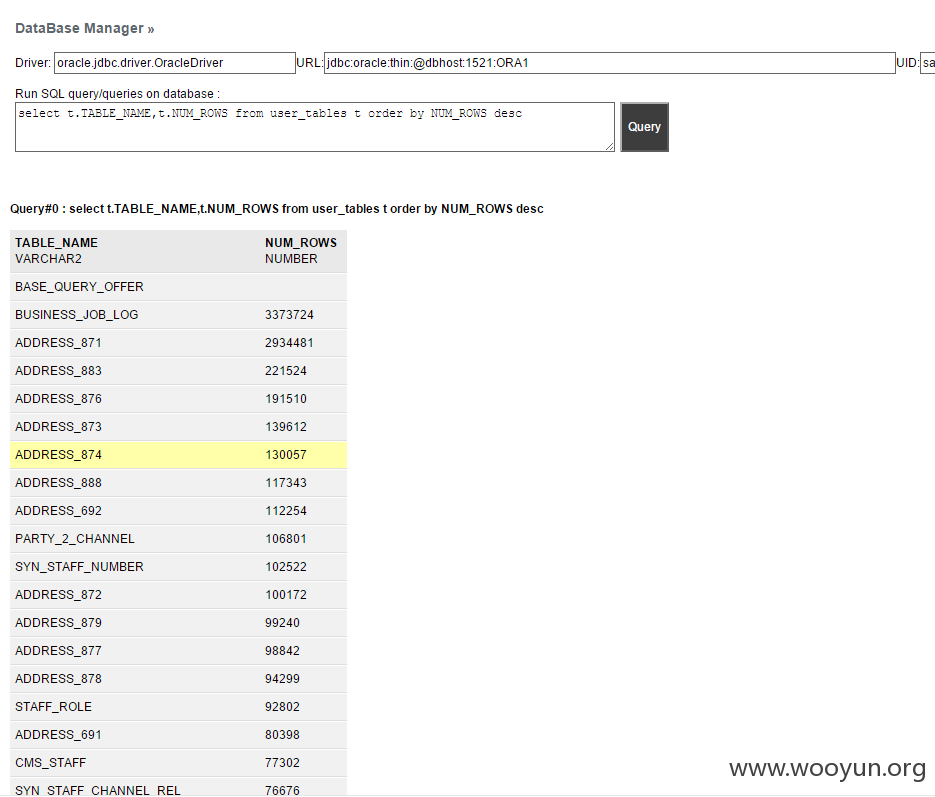 DataBase Manager »
Driver: oracle.jdbc.driver.OracleDriver URL: jdbc:oracle:thin:@dbhost:1521:ORA1 UID: sa
Run SQL query/queries on database :
select t.TABLE_NAME,t.NUM_ROWS from user_tables t order by NUM_ROWS desc
Query
Query#0 : select t.TABLE_NAME,t.NUM_ROWS from user_tables t order by NUM_ROWS desc
TABLE_NAME NUM_ROWS
VARCHAR2 NUMBER
BASE_QUERY_OFFER
BUSINESS_JOB_LOG 3373724
ADDRESS_871 2934481
ADDRESS_883 221524
ADDRESS_876 191510
ADDRESS_873 139612
ADDRESS_874 130057
ADDRESS_888 117343
ADDRESS_692 112254
PARTY_2_CHANNEL 106801
SYN_STAFF_NUMBER 102522
ADDRESS_872 100172
ADDRESS_879 99240
ADDRESS_877 98842
ADDRESS_878 94299
STAFF_ROLE 92802
ADDRESS_691 80398
CMS_STAFF 77302
SYN_STAFF_CHANNEL_REL 76676
www.wooyun.org